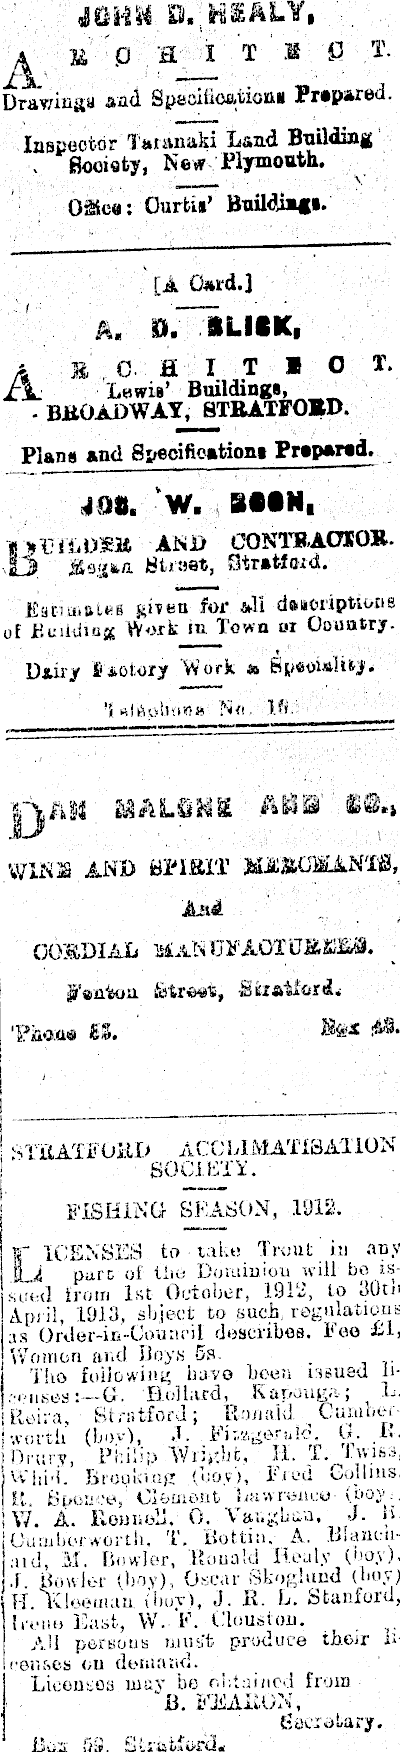 JOHN D. HEALY,
ARCHITECT.
Drawings and Specifications Prepared.
Inspector Taranaki Land Building
Society, New Plymouth.
Office: Curtis' Buildings.
[A Card.]
A. D. BLICK,
ARCHITECT.
Lewis' Buildings,
BROADWAY, STRATFORD.
Plans and Specifications Prepared.
JOS. W. BOON,
BUILDER AND CONTRACTOR.
Regan Street, Stratford.
Estimates given for all descriptions
of Building Work in Town or Country.
Dairy Factory Work a Speciality.
Telephone No.
DAN MALONE AND CO.,
WINE AND SPIRIT MERCHANTS,
And
CORDIAL MANUFACTURERS.
Fenton Street, Stratford.
'Phone Box
STRATFORD ACCLIMATISATION
SOCIETY.
FISHING SEASON, 1912.
LICENSES to take Trout in any
part of the Dominion will be is-
sued from 1st October, 1912, to 30th
April, 1913, sbject to such regulations
as Order-in-Council describes. Fee £1,
Women and Boys 5s.
The following have been issued li-
censes:—G. Hollard, Kaponga; L.
Reira, Stratford; Ronald Cumber-
worth (boy), J. Fitzgerald, G. R.
Drury, Philip Wright, H. T. Twiss,
Brooking (boy), Fred Collins,
R. Spence, Clement Lawrence (boy),
W. A. Rennell, O. Vaughan, J. R.
Cumberworth, T. Bottin, A. Blanch-
ard, M. Bowler, Ronald Healy (boy),
J. Bowler (boy), Oscar Skoglund (boy)
H. Kleeman (boy), J. R. L. Stanford,
Irene East, W. F. Clouston.
All persons must produce their li-
censes on demand.
Licenses may be obtained from
B. FEARON,
Secretary.
Box 59, Stratford.